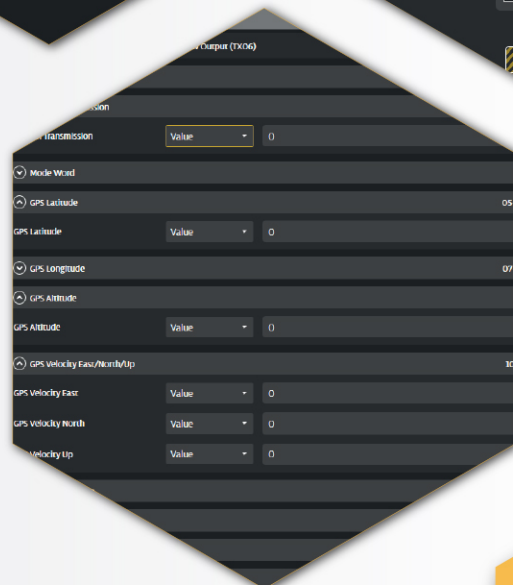 Output (TX06)
Transmission Value 0
Mode Word
GPS Latitude 05
GPS Latitude Value 0
GPS Longitude 07
GPS Altitude
GPS Altitude Value 0
GPS Velocity East/North/Up 10
GPS Velocity East Value 0
GPS Velocity North Value 0
Velocity Up Value 0